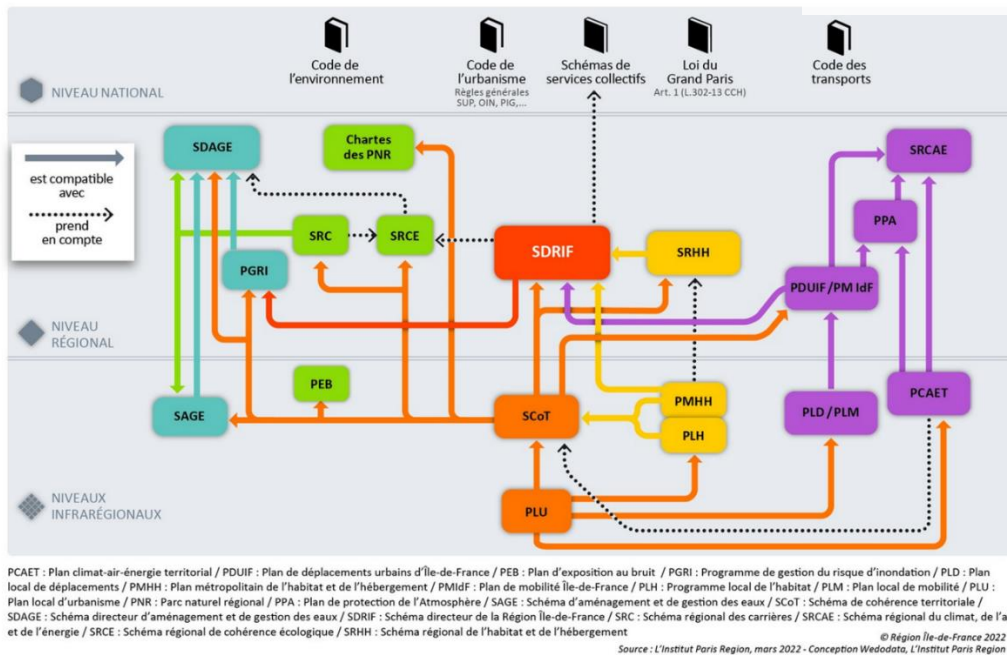 Code de
l'environnement
Code de
l'urbanisme
Règles générales
SUP, OIN, PIG,...
Schémas de
services collectifs
Loi du
Grand Paris
Art. 1 (L.302-13 CCH)
Code des
transports
NIVEAU NATIONAL
est compatible
avec
prend
en compte
SDAGE
Chartes
des PNR
SRCAE
PPA
SRC
SRCE
SDRIF
SRHH
PGRI
PDUIF/PM IdF
NIVEAU
RÉGIONAL
PEB
SAGE
SCoT
PMHH
PLH
PLD / PLM
PCAET
PLU
NIVEAUX
INFRARÉGIONAUX
PCAET : Plan climat-air-énergie territorial / PDUIF : Plan de déplacements urbains d'Île-de-France / PEB : Plan d'exposition au bruit / PGRI : Programme de gestion du risque d'inondation / PLD : Plan
local de déplacements / PMHH : Plan métropolitain de l'habitat et de l'hébergement / PMIdF : Plan de mobilité Île-de-France / PLH : Programme local de l'habitat / PLM : Plan local de mobilité / PLU :
Plan local d'urbanisme / PNR : Parc naturel régional / PPA : Plan de protection de l'Atmosphère / SAGE : Schéma d'aménagement et de gestion des eaux / SCoT : Schéma de cohérence territoriale /
SDAGE : Schéma directeur d'aménagement et de gestion des eaux / SDRIF : Schéma directeur de la Région Île-de-France / SRC : Schéma régional des carrières / SRCAE : Schéma régional du climat, de l'a
et de l'énergie / SRCE : Schéma régional de cohérence écologique / SRHH : Schéma régional de l'habitat et de l'hébergement
© Région Île-de-France 2022
Source : L'Institut Paris Region, mars 2022 - Conception Wedodata, L'Institut Paris Region